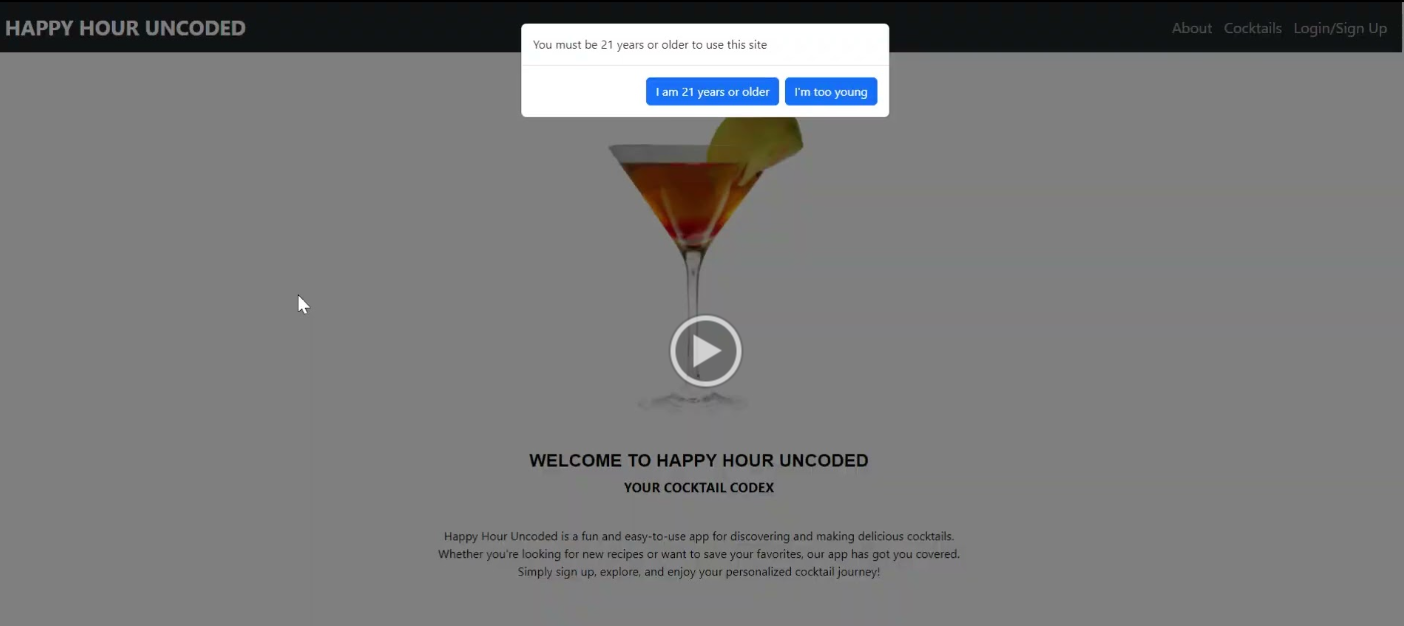 HAPPY HOUR UNCODED
About Cocktails Login/Sign Up
You must be 21 years or older to use this site
I am 21 years or older I'm too young
WELCOME TO HAPPY HOUR UNCODED
YOUR COCKTAIL CODEX
Happy Hour Uncoded is a fun and easy-to-use app for discovering and making delicious cocktails.
Whether you're looking for new recipes or want to save your favorites, our app has got you covered.
Simply sign up, explore, and enjoy your personalized cocktail journey!